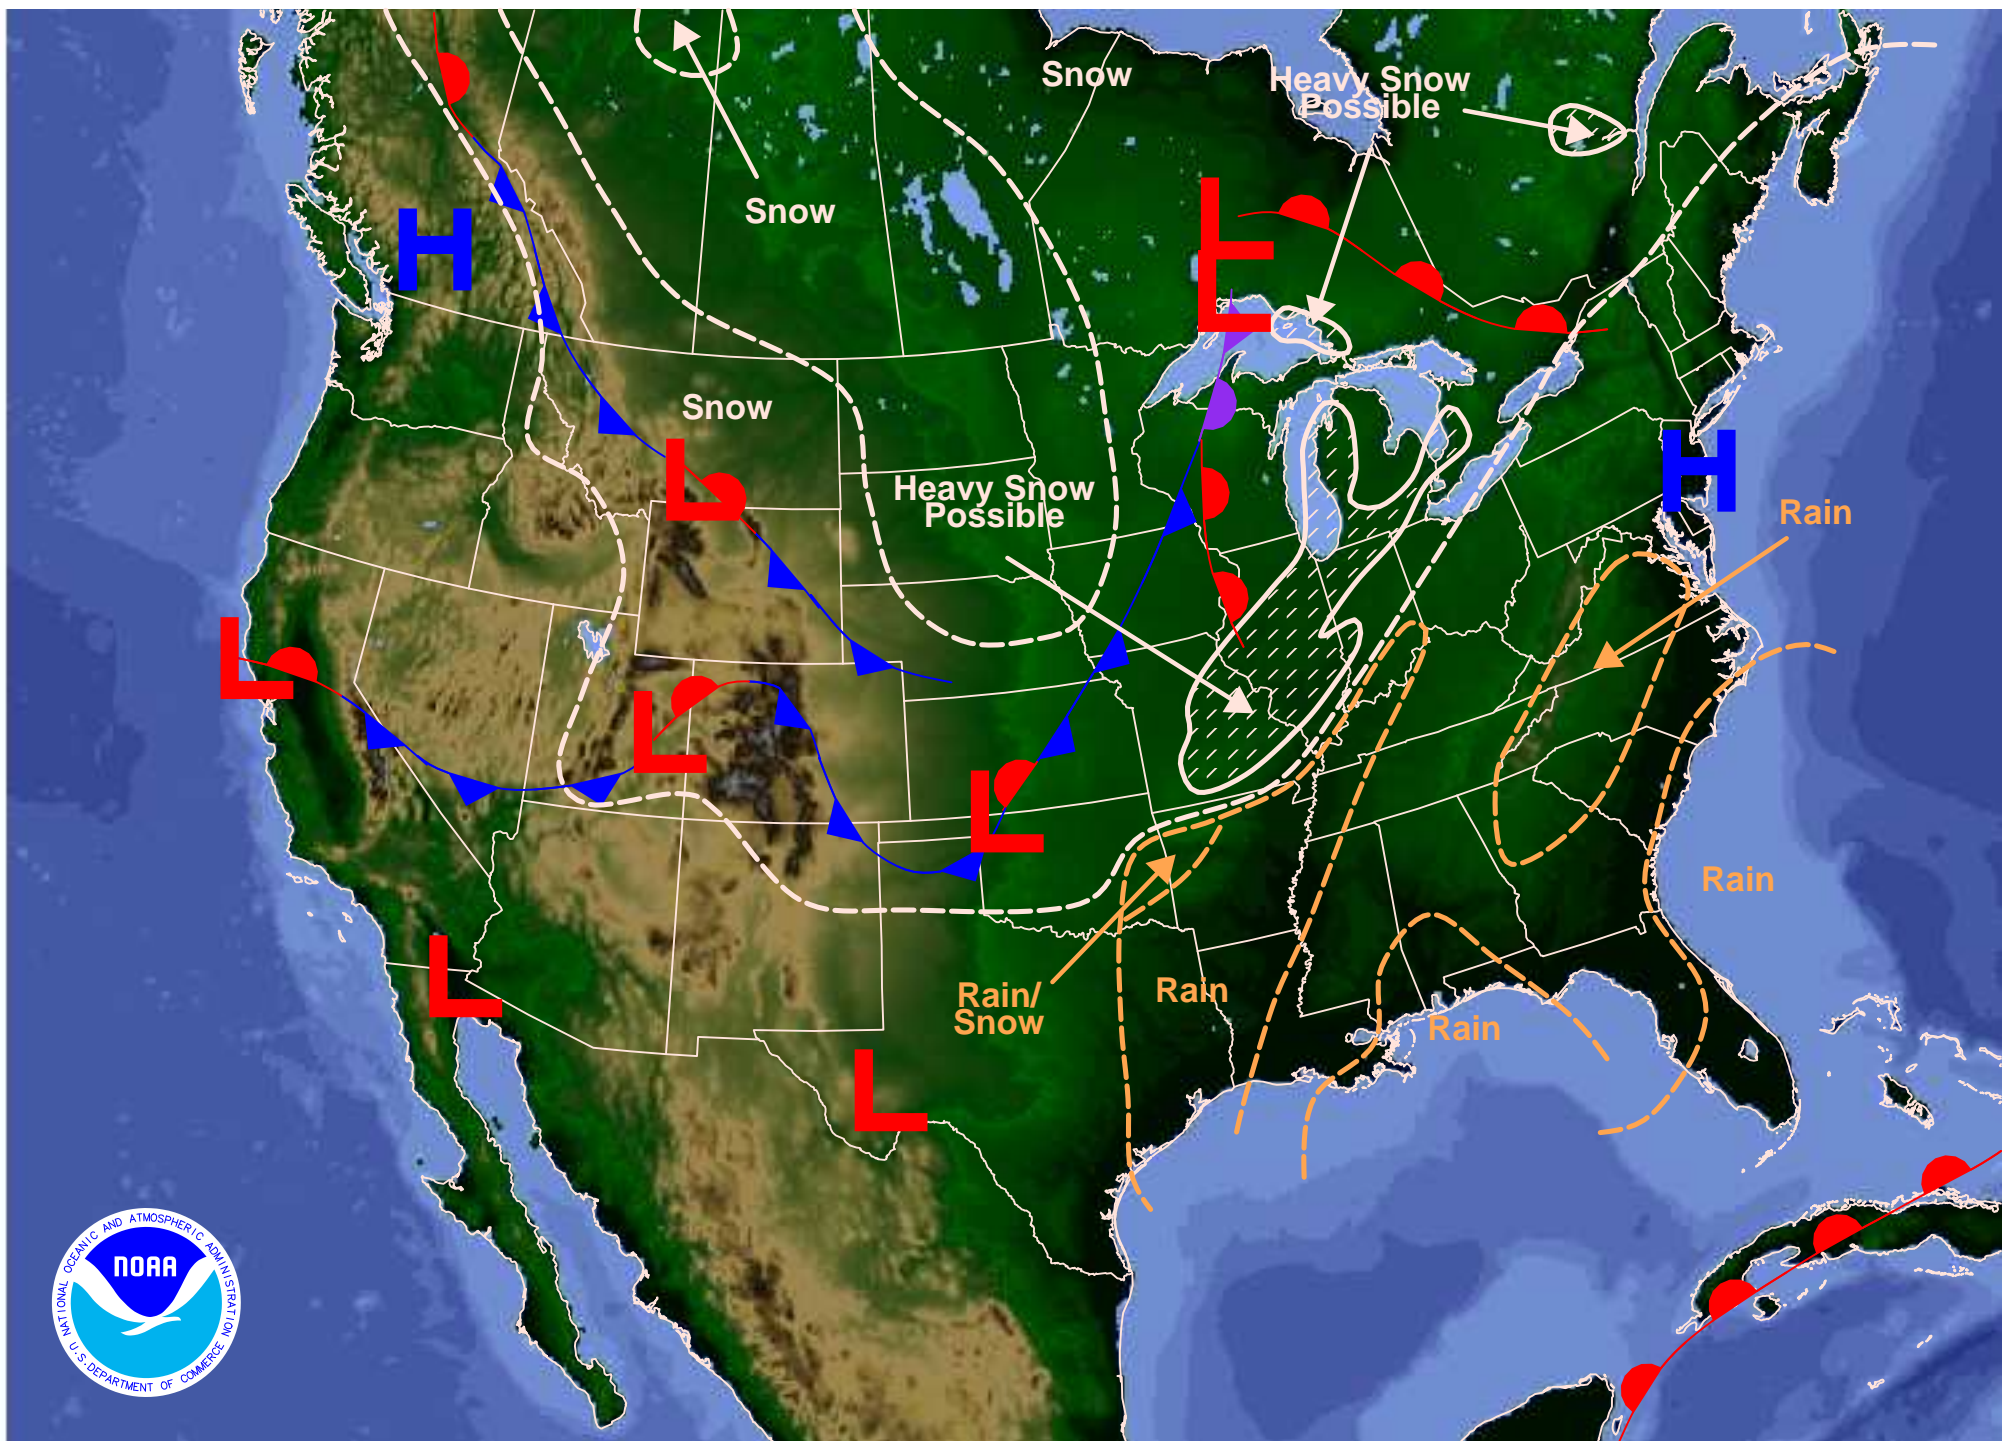 Snow
Heavy Snow
Possible
Snow
Snow
Heavy Snow
Possible
Rain
Rain
Rain/
Snow
Rain
Rain
H
H
L
L
L
L
L
L
L
L
NATIONAL OCEANIC AND ATMOSPHERIC ADMINISTRATION
NOAA
U.S. DEPARTMENT OF COMMERCE